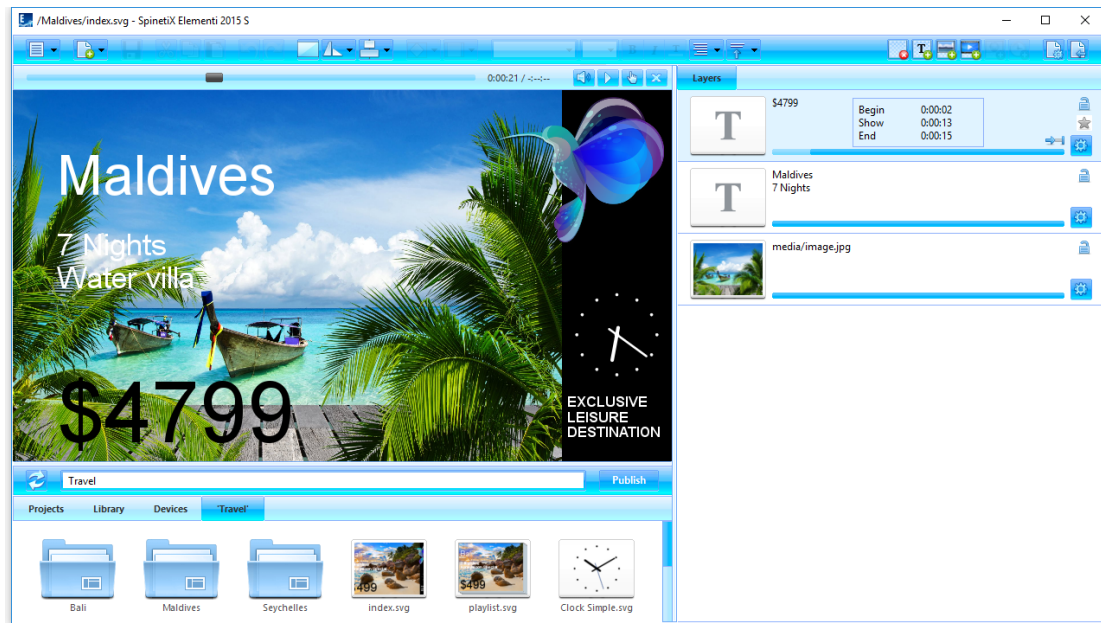 /Maldives/index.svg - SpinetiX Elementi 2015 S
T
B I T
0:00:21 / -:--:--
Layers
Maldives
7 Nights
Water villa
$4799
EXCLUSIVE
LEISURE
DESTINATION
T
$4799
Begin 0:00:02
Show 0:00:13
End 0:00:15
T
Maldives
7 Nights
media/image.jpg
Travel
Publish
Projects
Library
Devices
'Travel'
Bali
Maldives
Seychelles
499
index.svg
$499
playlist.svg
Clock Simple.svg